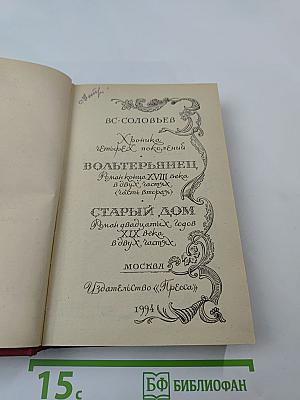 ВС·СОЛОВЬЕВ
Хроника
четырех поколений
ВОЛЬТЕРЬЯНЕЦ
Роман конца XVIII века
в двух частях
(часть вторая)
СТАРЫЙ ДОМ
Роман двадцатых годов
XIX века
в двух частях
МОСКВА
Издательство «Пресса»
1994
15с
БФ БИБЛИОФАН